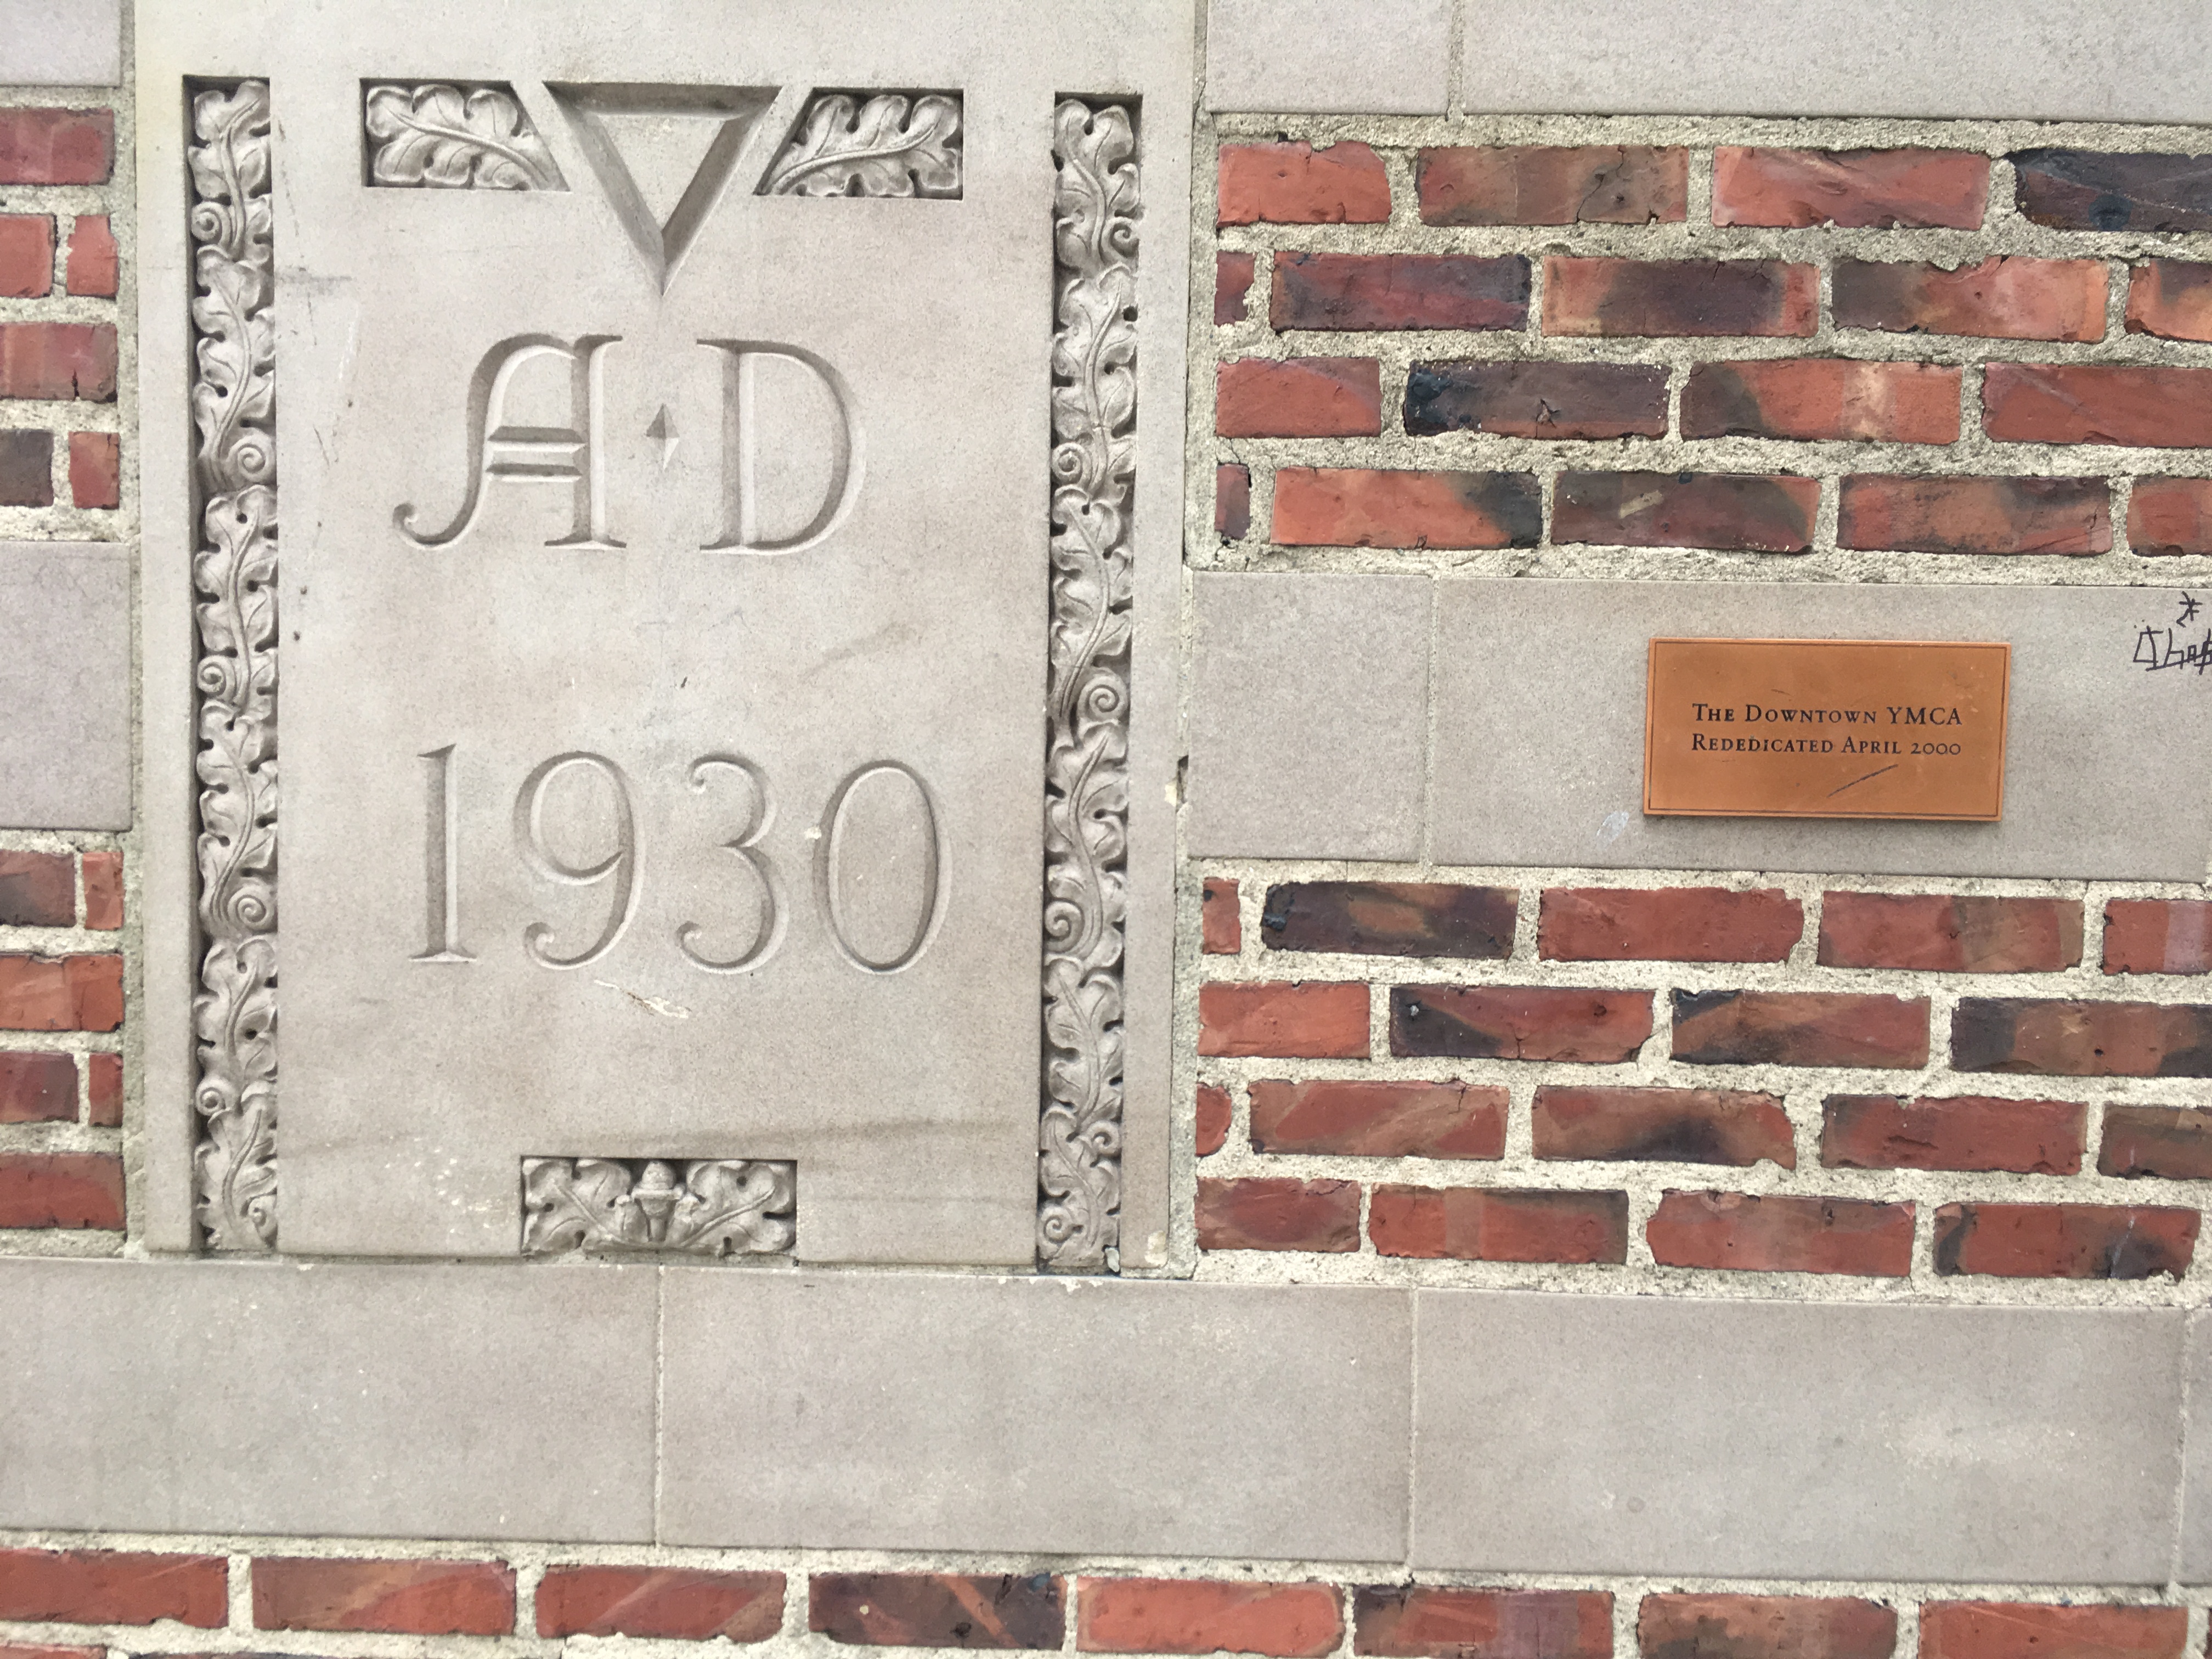 A·D
1930
THE DOWNTOWN YMCA
REDEDICATED APRIL 2000